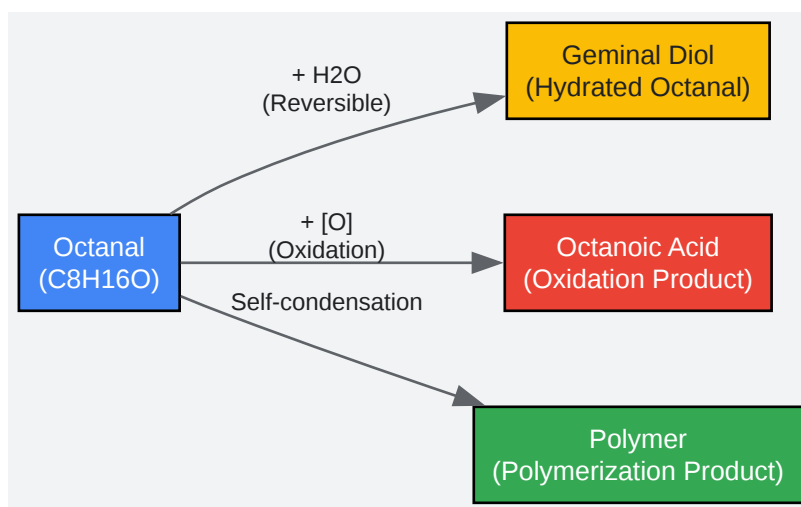 + H2O
(Reversible)
Geminal Diol
(Hydrated Octanal)
Octanal
(C8H16O)
+ [O]
(Oxidation)
Octanoic Acid
(Oxidation Product)
Self-condensation
Polymer
(Polymerization Product)